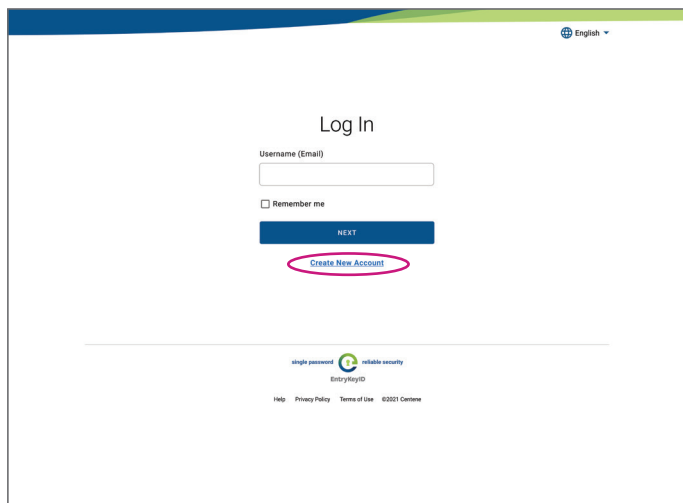 English
Log In
Username (Email)
Remember me
NEXT
Create New Account
single password reliable security
EntryKeyID
Help Privacy Policy Terms of Use ©2021 Centene